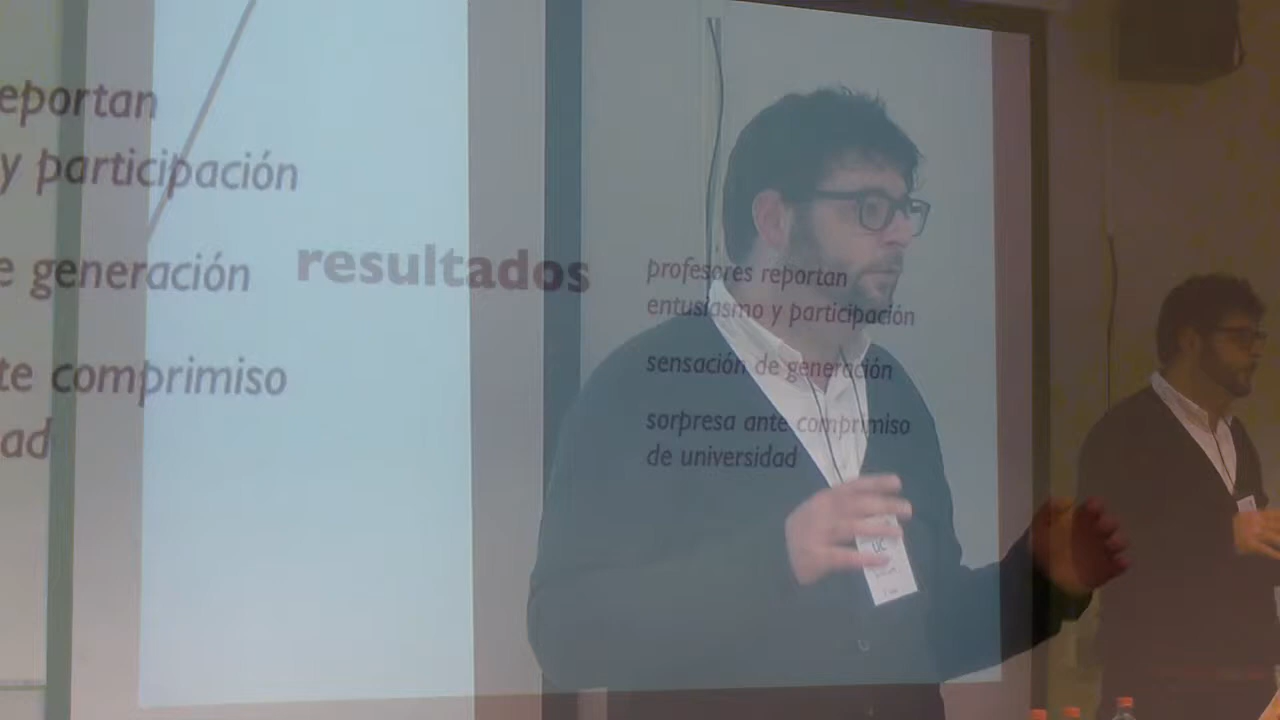 eportan
y participación
e generación
te comprimiso
ad
resultados
profesores reportan
entusiasmo y participación
sensación de generación
sorpresa ante comprimiso
de universidad
UC